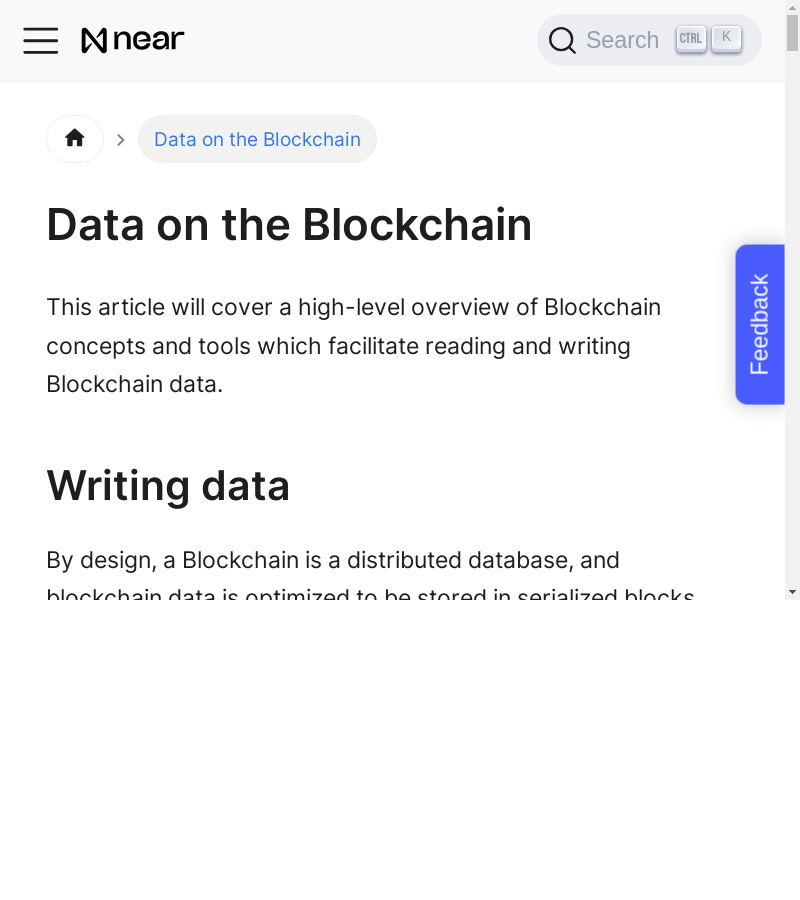 near
Search CTRL K
Data on the Blockchain
Data on the Blockchain
This article will cover a high-level overview of Blockchain
concepts and tools which facilitate reading and writing
Blockchain data.
Feedback
Writing data
By design, a Blockchain is a distributed database, and
blockchain data is optimized to be stored in serialized blocks